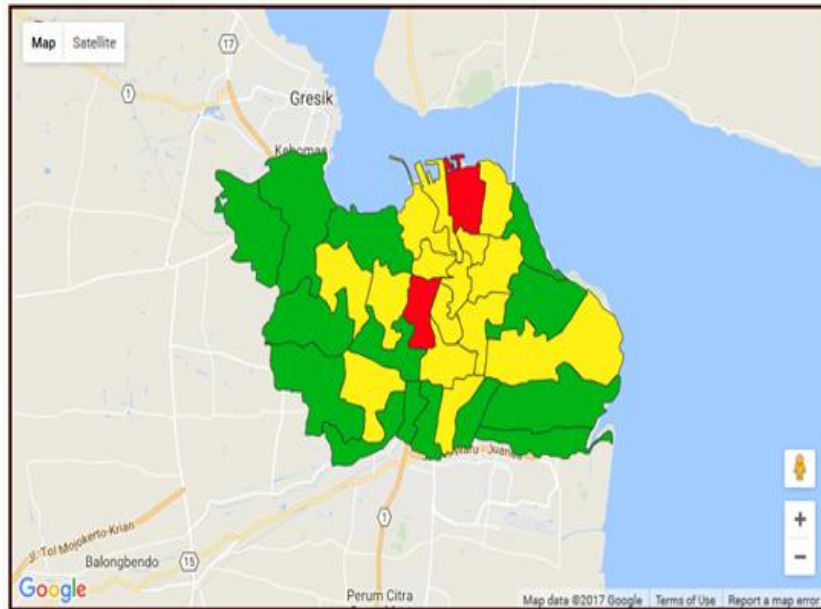 Map Satellite
17
1
Gresik
Kebomas
Juanda
1
Jl. Tol Mojokerto-Krian
Balongbendo
15
Perum Citra
Google
Map data ©2017 Google Terms of Use Report a map error